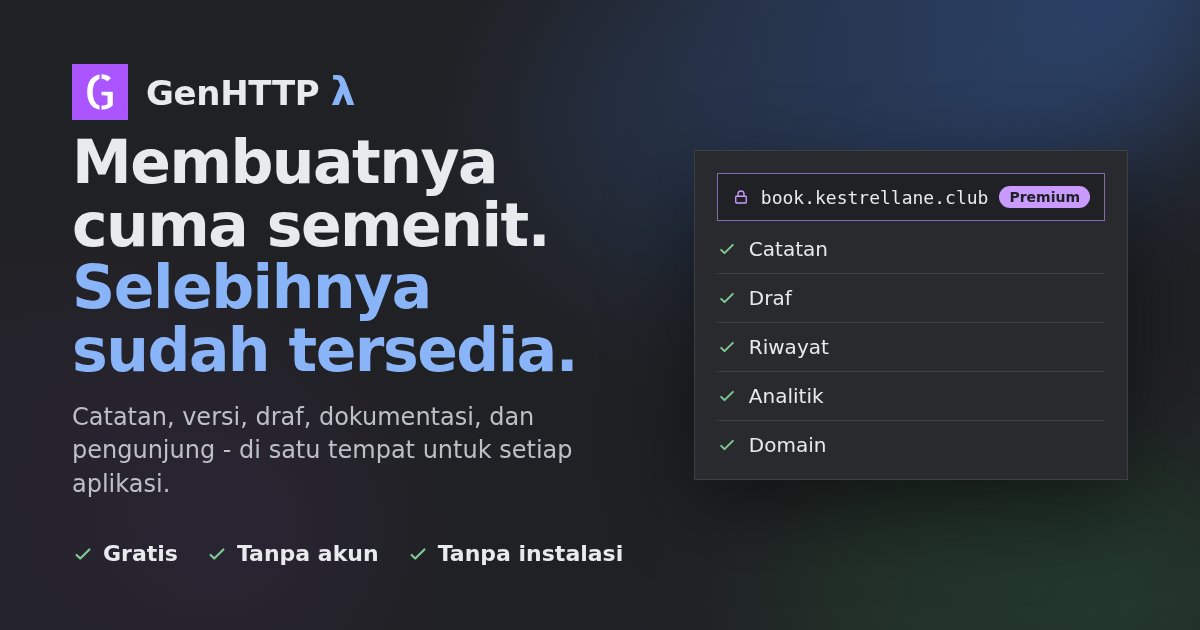 G GenHTTP λ
Membuatnya
cuma semenit.
Selebihnya
sudah tersedia.
Catatan, versi, draf, dokumentasi, dan
pengunjung - di satu tempat untuk setiap
aplikasi.
Gratis
Tanpa akun
Tanpa instalasi
book.kestrellane.club Premium
Catatan
Draf
Riwayat
Analitik
Domain